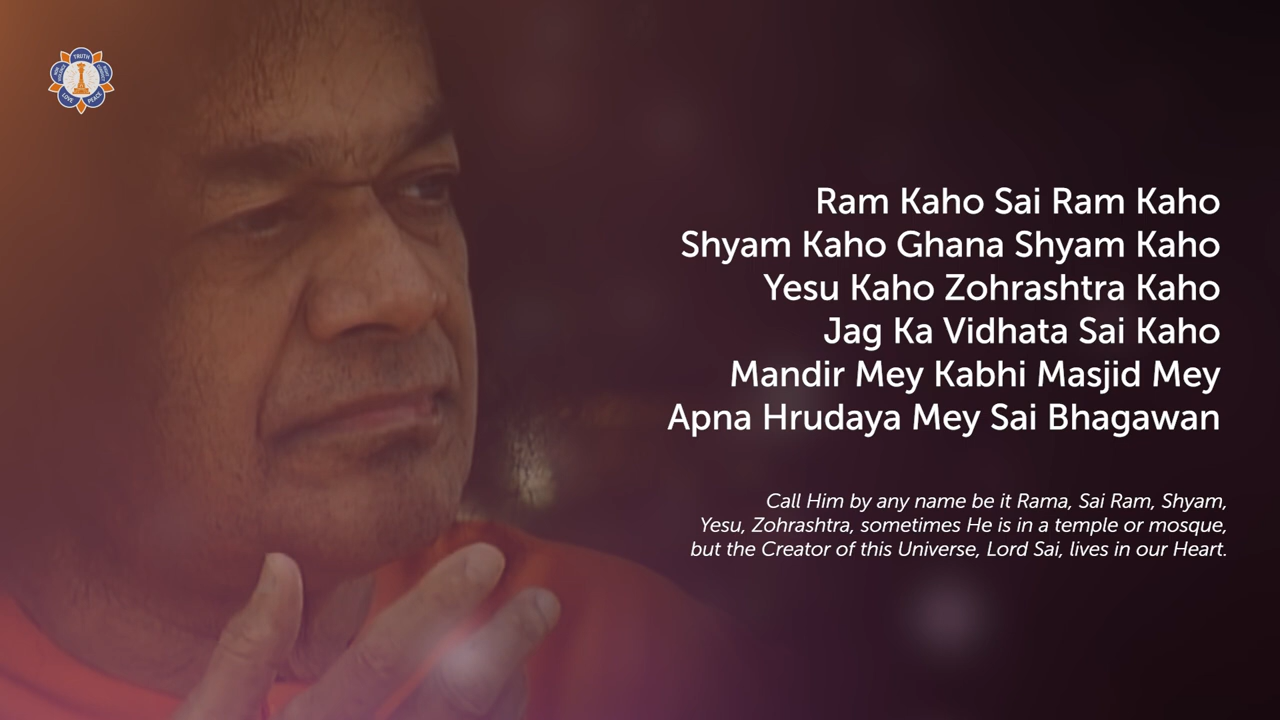 TRUTH
LOVE
PEACE
Ram Kaho Sai Ram Kaho
Shyam Kaho Ghana Shyam Kaho
Yesu Kaho Zohrashtra Kaho
Jag Ka Vidhata Sai Kaho
Mandir Mey Kabhi Masjid Mey
Apna Hrudaya Mey Sai Bhagawan
Call Him by any name be it Rama, Sai Ram, Shyam,
Yesu, Zohrashtra, sometimes He is in a temple or mosque,
but the Creator of this Universe, Lord Sai, lives in our Heart.